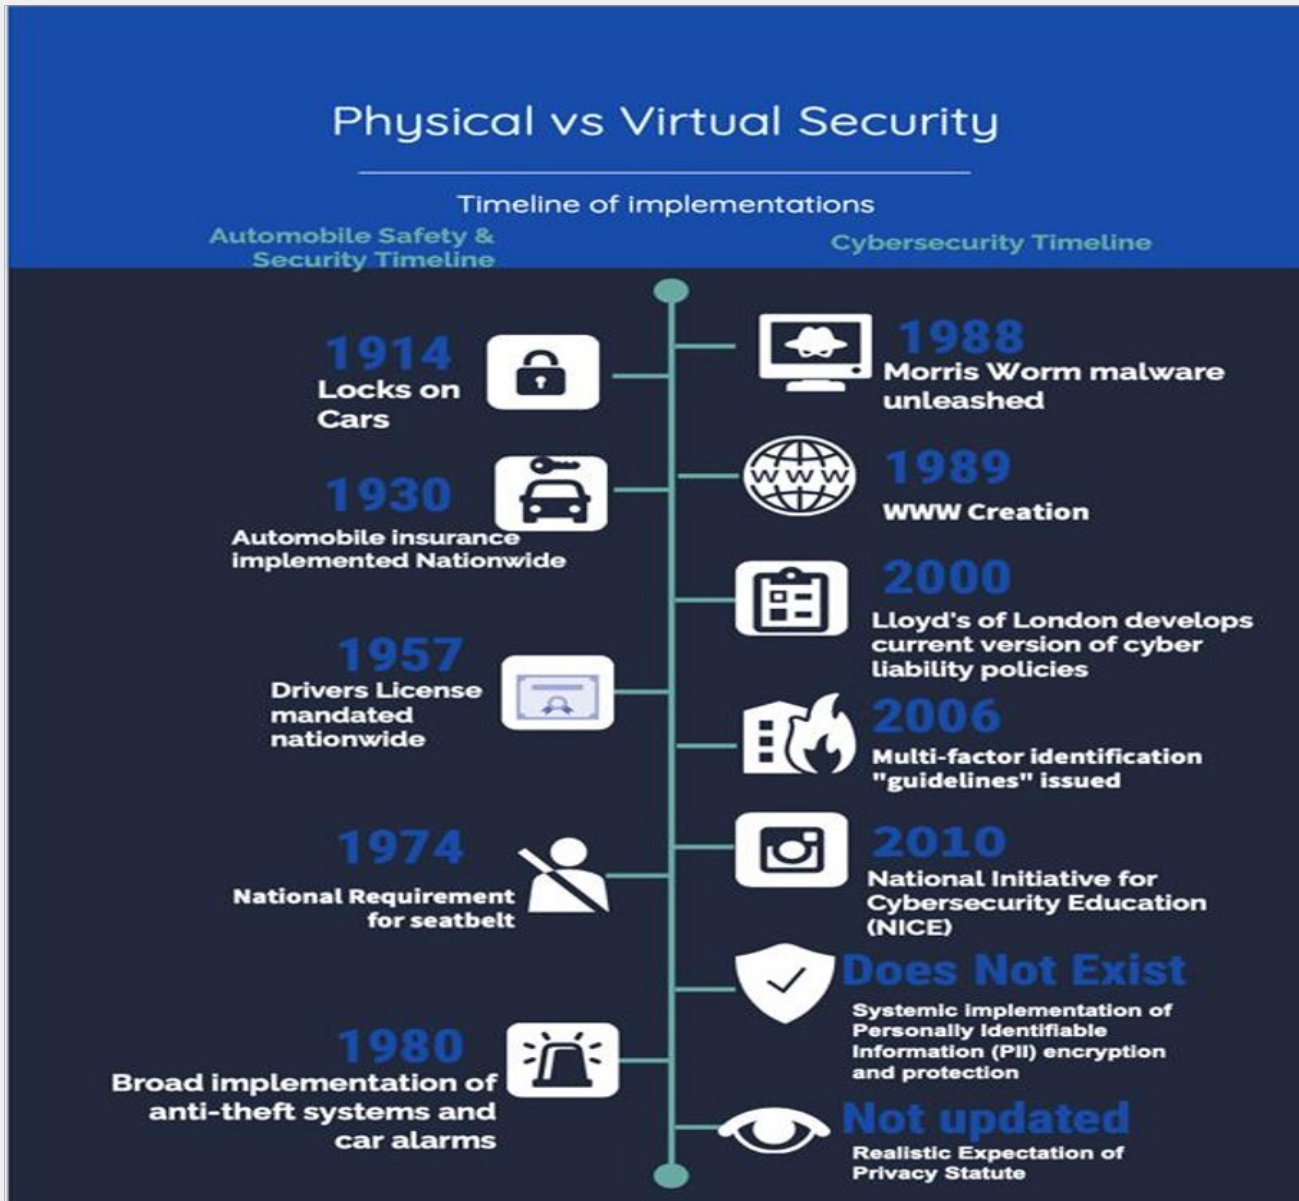 Physical vs Virtual Security
Timeline of implementations
Automobile Safety &
Security Timeline
1914
Locks on
Cars
1930
Automobile insurance
implemented Nationwide
1957
Drivers License
mandated
nationwide
1974
National Requirement
for seatbelt
1980
Broad implementation of
anti-theft systems and
car alarms
Cybersecurity Timeline
1988
Morris Worm malware
unleashed
WWW
1989
WWW Creation
2000
Lloyd's of London develops
current version of cyber
liability policies
2006
Multi-factor identification
"guidelines" issued
2010
National Initiative for
Cybersecurity Education
(NICE)
Does Not Exist
Systemic implementation of
Personally Identifiable
Information (PII) encryption
and protection
Not updated
Realistic Expectation of
Privacy Statute